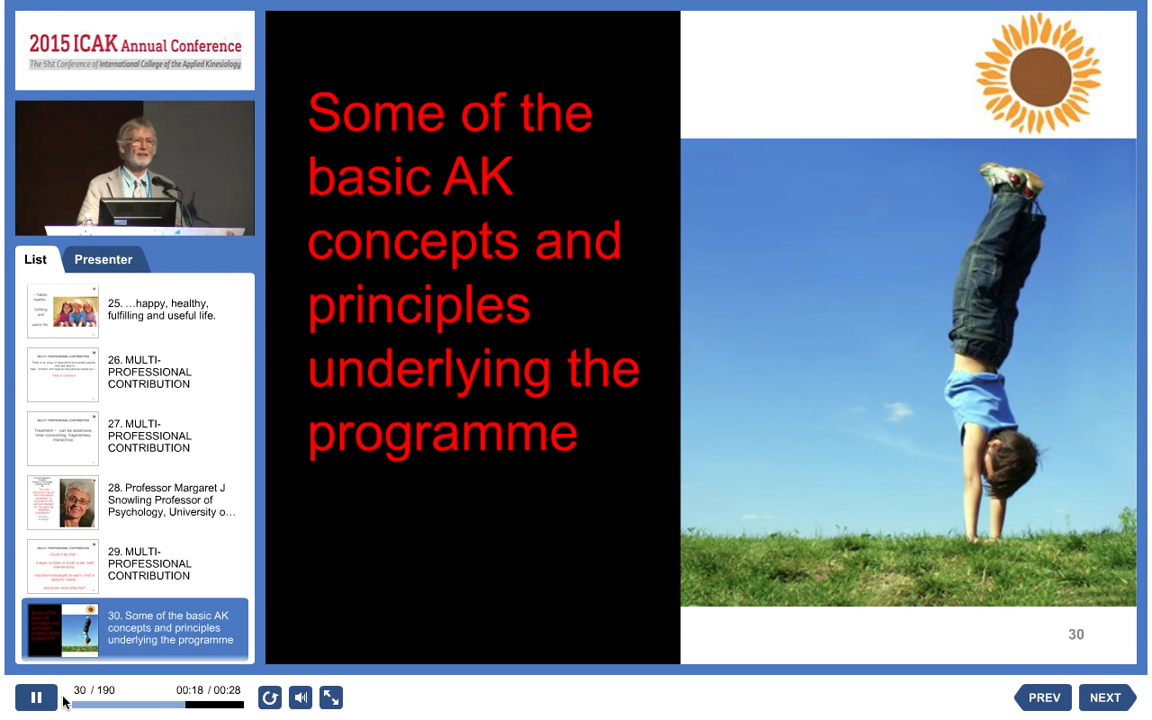 2015 ICAK Annual Conference
The 51st Conference of International College of the Applied Kinesiology
List
Presenter
25. ...happy, healthy,
fulfilling and useful life.
26. MULTI-
PROFESSIONAL
CONTRIBUTION
27. MULTI-
PROFESSIONAL
CONTRIBUTION
28. Professor Margaret J
Snowling Professor of
Psychology, University o...
29. MULTI-
PROFESSIONAL
CONTRIBUTION
30. Some of the basic AK
concepts and principles
underlying the programme
Some of the
basic AK
concepts and
principles
underlying the
programme
30
30 / 190
00:18 / 00:28
PREV
NEXT